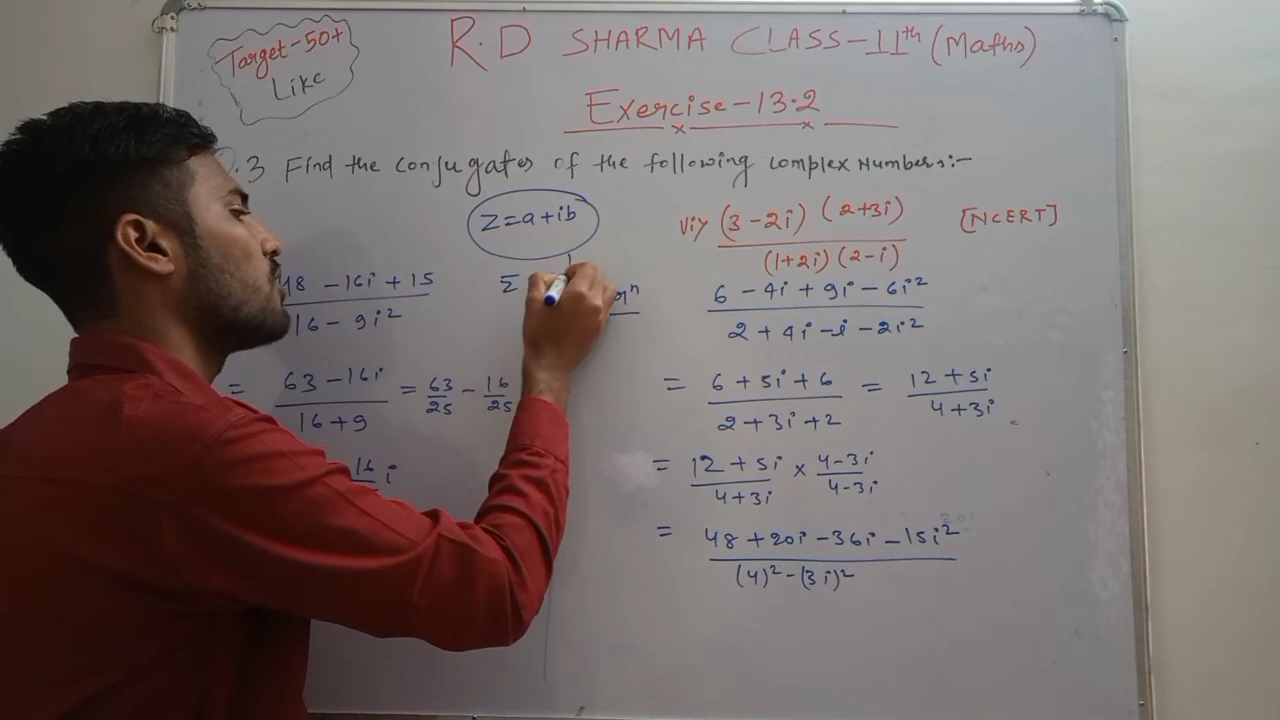 Target-50+
Like
R.D SHARMA CLASS-11th (Maths)
Exercise-13.2
.3 Find the conjugates of the following complex Numbers:-
Z=a+ib
vi) (3-2i) (2+3i)
(1+2i) (2-i)
[NCERT]
48 -16i + 15
16 - 9i²
= 63 - 16i
16 + 9
= 63/25 - 16/25
16 i
6 - 4i + 9i - 6i²
2 + 4i - i - 2i²
= 6 + 5i + 6
2 + 3i + 2
= 12 + 5i
4 + 3i
= 12 + 5i × 4-3i
4+3i 4-3i
= 48 + 20i - 36i - 15i²
(4)² - (3i)²